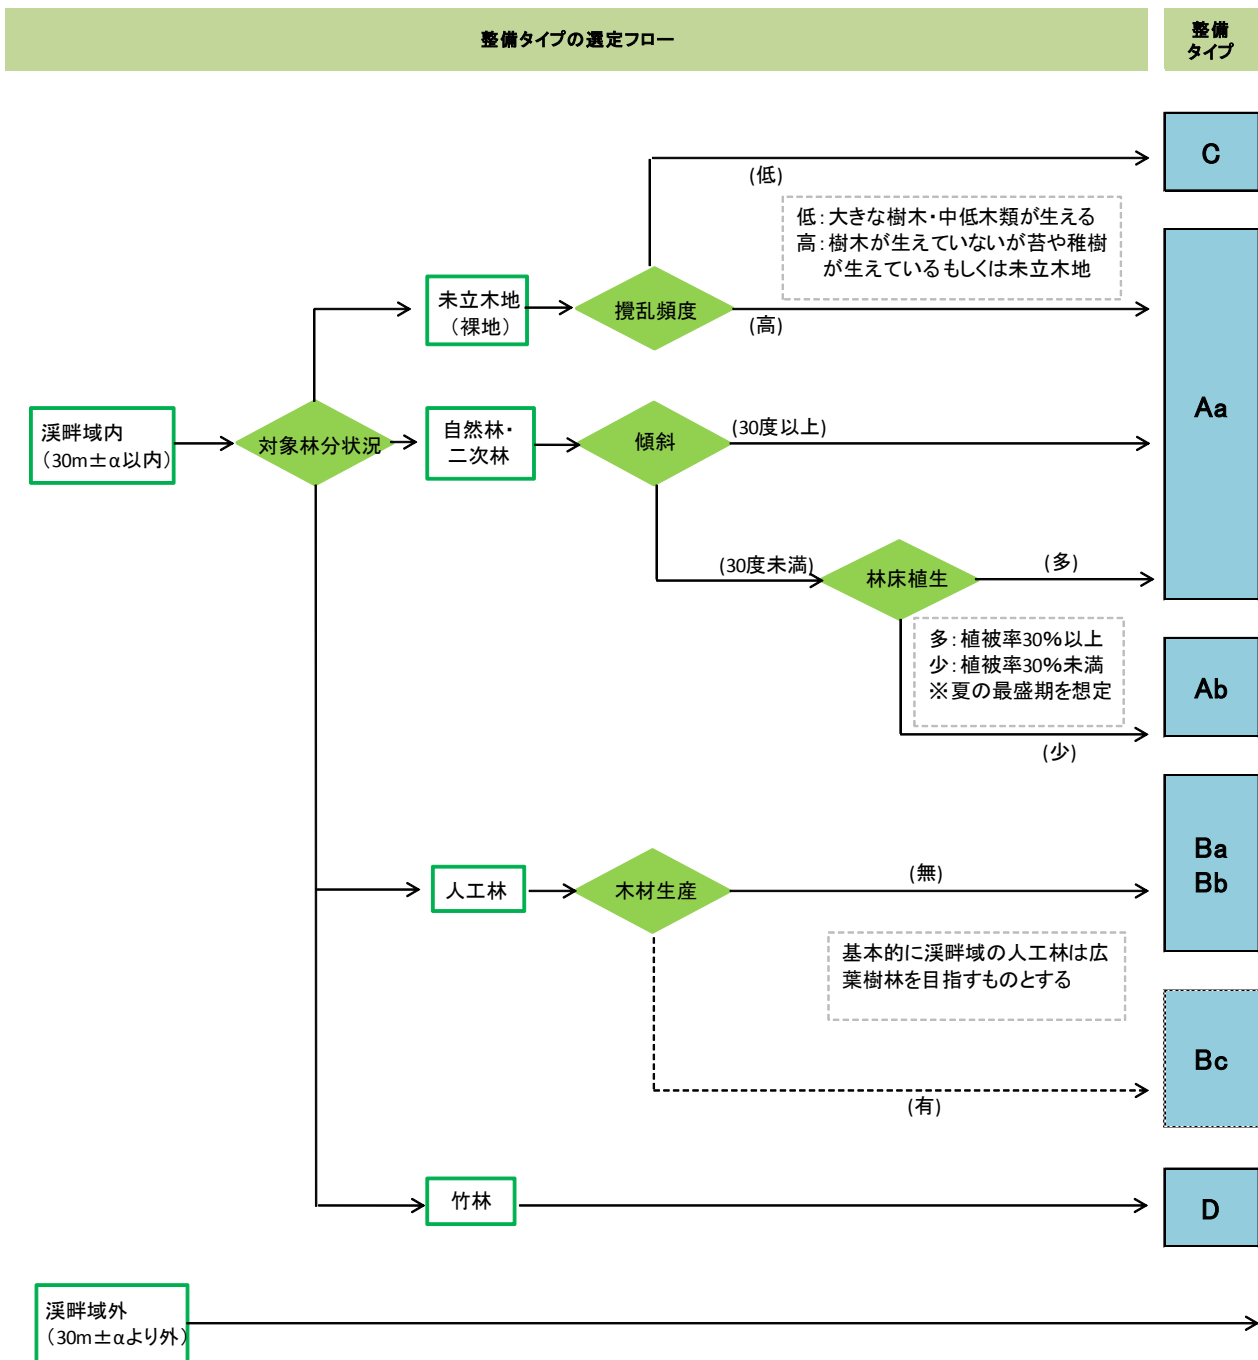 整備タイプの選定フロー
整備
タイプ
C
(低)
低：大きな樹木・中低木類が生える
高：樹木が生えていないが苔や稚樹
が生えているもしくは未立木地
未立木地
（裸地）
攪乱頻度
(高)
Aa
渓畔域内
（30m±α以内）
対象林分状況
自然林・
二次林
傾斜
(30度以上)
(30度未満)
林床植生
(多)
多：植被率30%以上
少：植被率30%未満
※夏の最盛期を想定
Ab
(少)
Ba
Bb
人工林
木材生産
(無)
基本的に渓畔域の人工林は広
葉樹林を目指すものとする
Bc
(有)
竹林
D
渓畔域外
（30m±αより外）